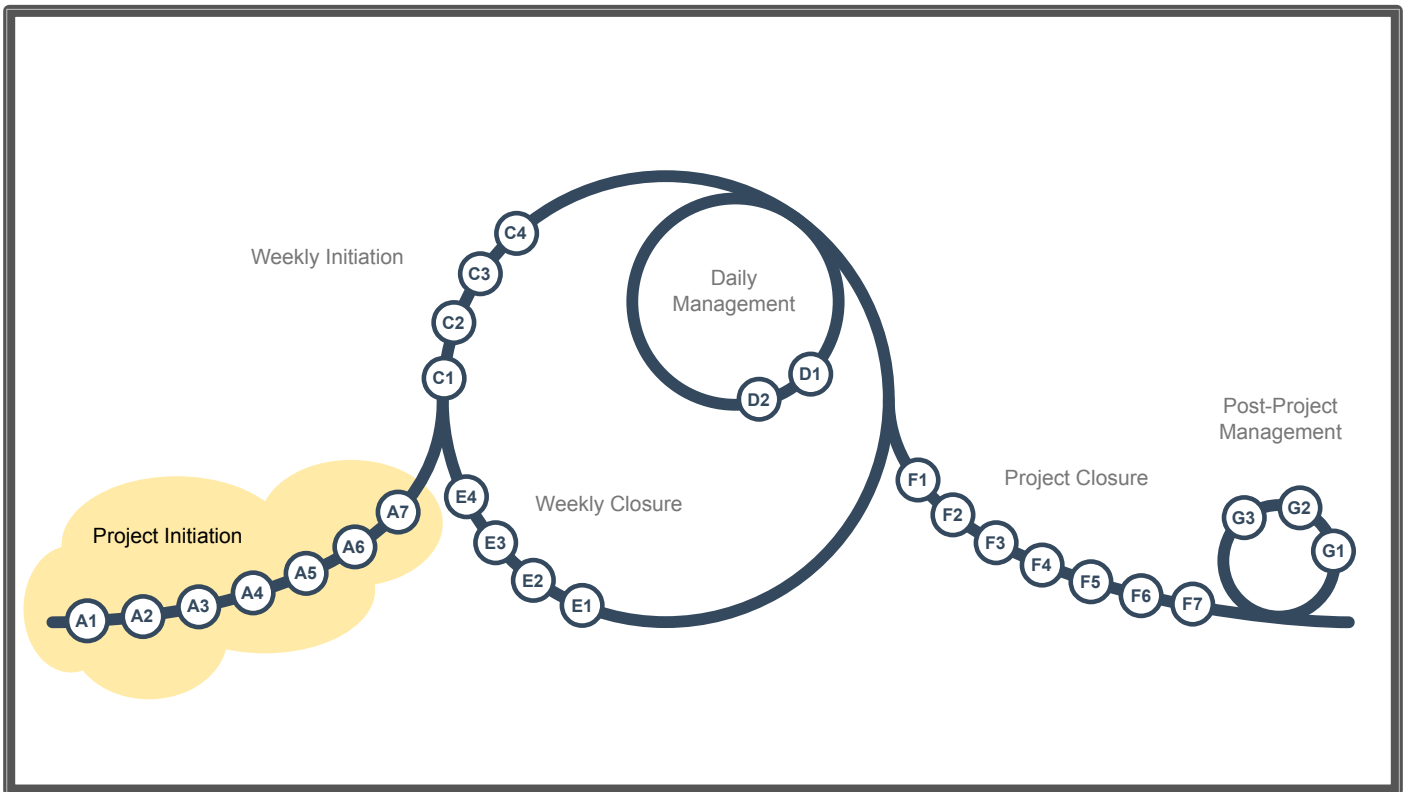 Weekly Initiation
C4
C3
C2
C1
Daily
Management
D1
D2
Post-Project
Management
Project Initiation
A1
A2
A3
A4
A5
A6
A7
Weekly Closure
E4
E3
E2
E1
Project Closure
F1
F2
F3
F4
F5
F6
F7
G3
G2
G1